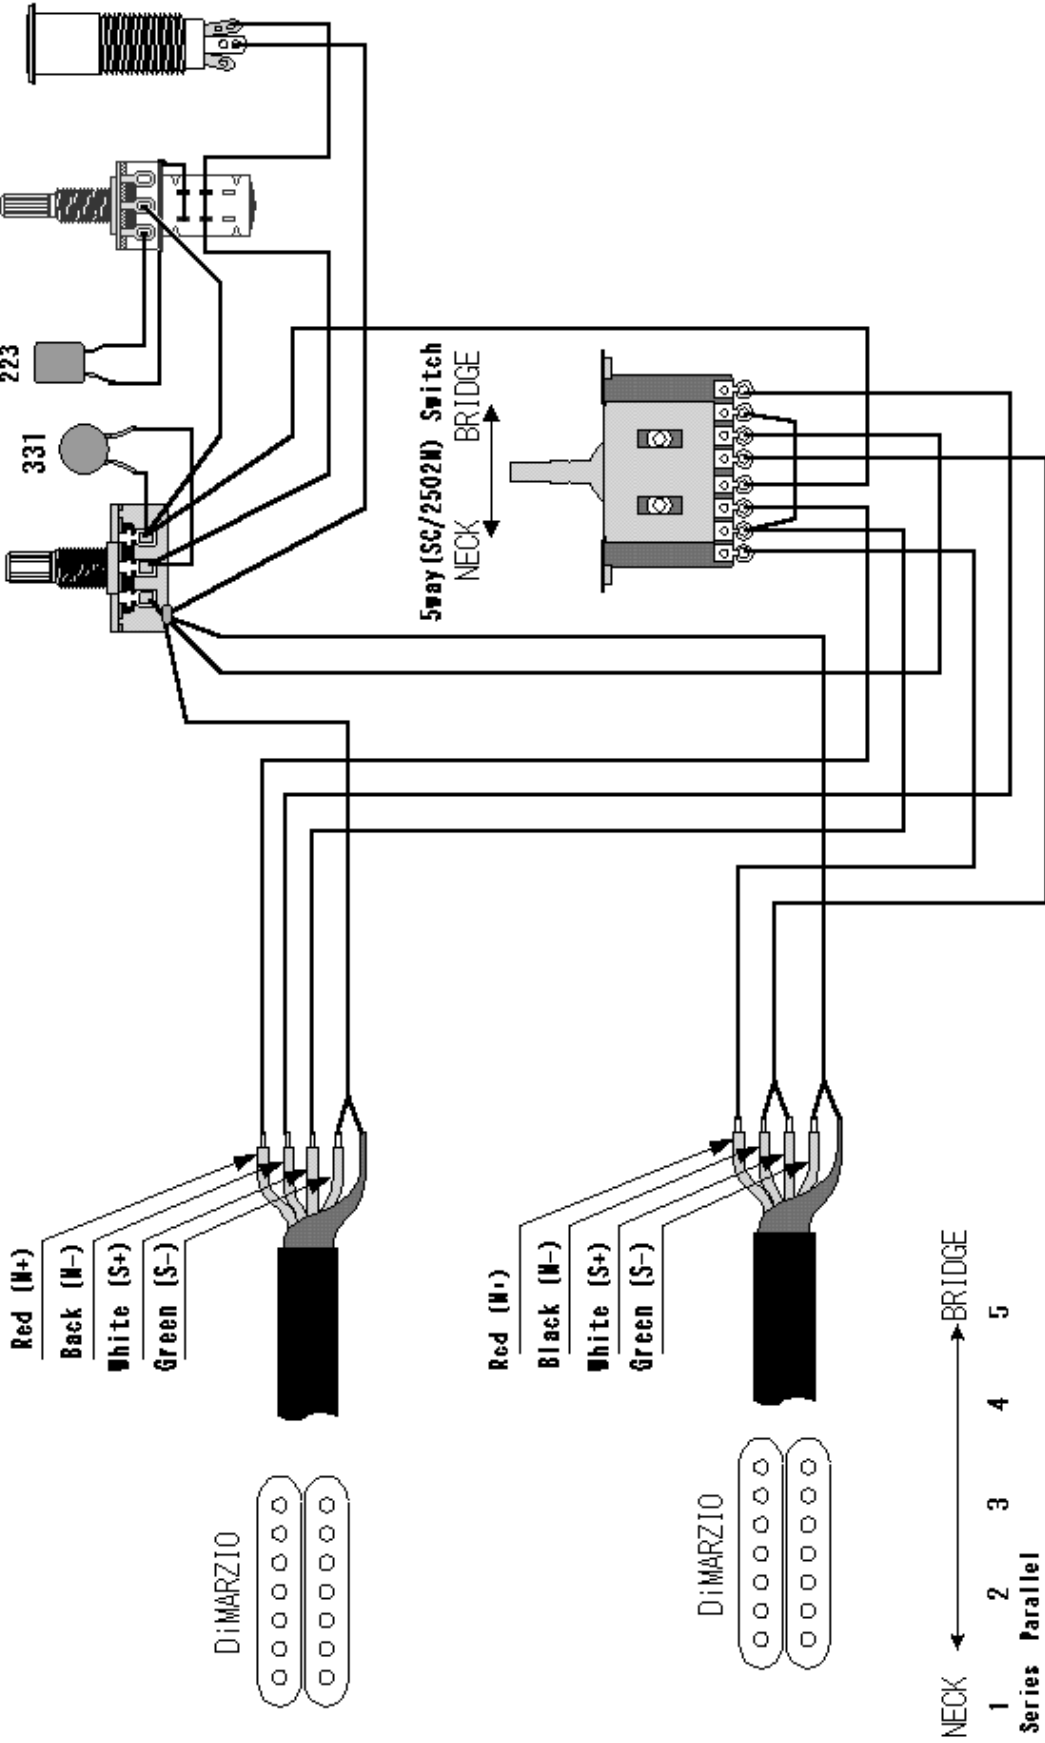 223
331
5way(SC/2502N) Switch
NECK BRIDGE
Red (N+)
Back (N-)
White (S+)
Green (S-)
Red (N+)
Black (N-)
White (S+)
Green (S-)
DiMARZIO
DiMARZIO
NECK BRIDGE
1 2 3 4 5
Series Parallel